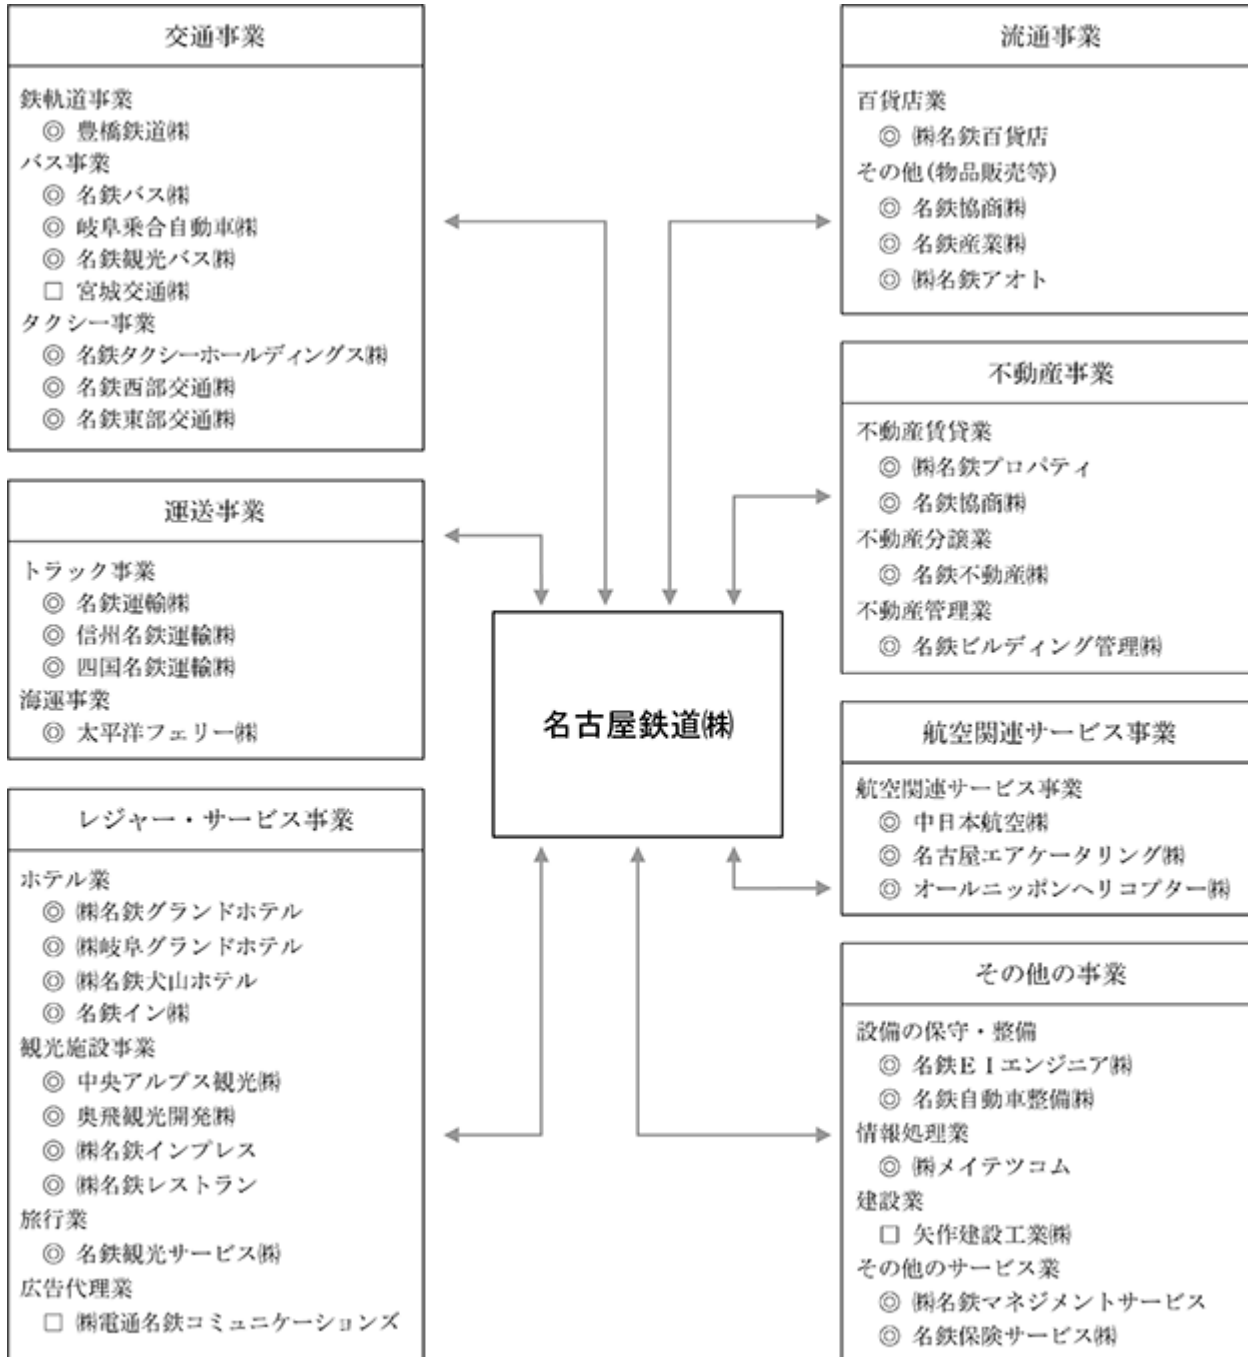 交通事業
鉄軌道事業
◎ 豊橋鉄道㈱
バス事業
◎ 名鉄バス㈱
◎ 岐阜乗合自動車㈱
◎ 名鉄観光バス㈱
□ 宮城交通㈱
タクシー事業
◎ 名鉄タクシーホールディングス㈱
◎ 名鉄西部交通㈱
◎ 名鉄東部交通㈱
運送事業
トラック事業
◎ 名鉄運輸㈱
◎ 信州名鉄運輸㈱
◎ 四国名鉄運輸㈱
海運事業
◎ 太平洋フェリー㈱
レジャー・サービス事業
ホテル業
◎ ㈱名鉄グランドホテル
◎ ㈱岐阜グランドホテル
◎ ㈱名鉄犬山ホテル
◎ 名鉄イン㈱
観光施設事業
◎ 中央アルプス観光㈱
◎ 奥飛観光開発㈱
◎ ㈱名鉄インプレス
◎ ㈱名鉄レストラン
旅行業
◎ 名鉄観光サービス㈱
広告代理業
□ ㈱電通名鉄コミュニケーションズ
名古屋鉄道㈱
流通事業
百貨店業
◎ ㈱名鉄百貨店
その他(物品販売等)
◎ 名鉄協商㈱
◎ 名鉄産業㈱
◎ ㈱名鉄アオト
不動産事業
不動産賃貸業
◎ ㈱名鉄プロパティ
◎ 名鉄協商㈱
不動産分譲業
◎ 名鉄不動産㈱
不動産管理業
◎ 名鉄ビルディング管理㈱
航空関連サービス事業
航空関連サービス事業
◎ 中日本航空㈱
◎ 名古屋エアケータリング㈱
◎ オールニッポンヘリコプター㈱
その他の事業
設備の保守・整備
◎ 名鉄ＥＩエンジニア㈱
◎ 名鉄自動車整備㈱
情報処理業
◎ ㈱メイテツコム
建設業
□ 矢作建設工業㈱
その他のサービス業
◎ ㈱名鉄マネジメントサービス
◎ 名鉄保険サービス㈱